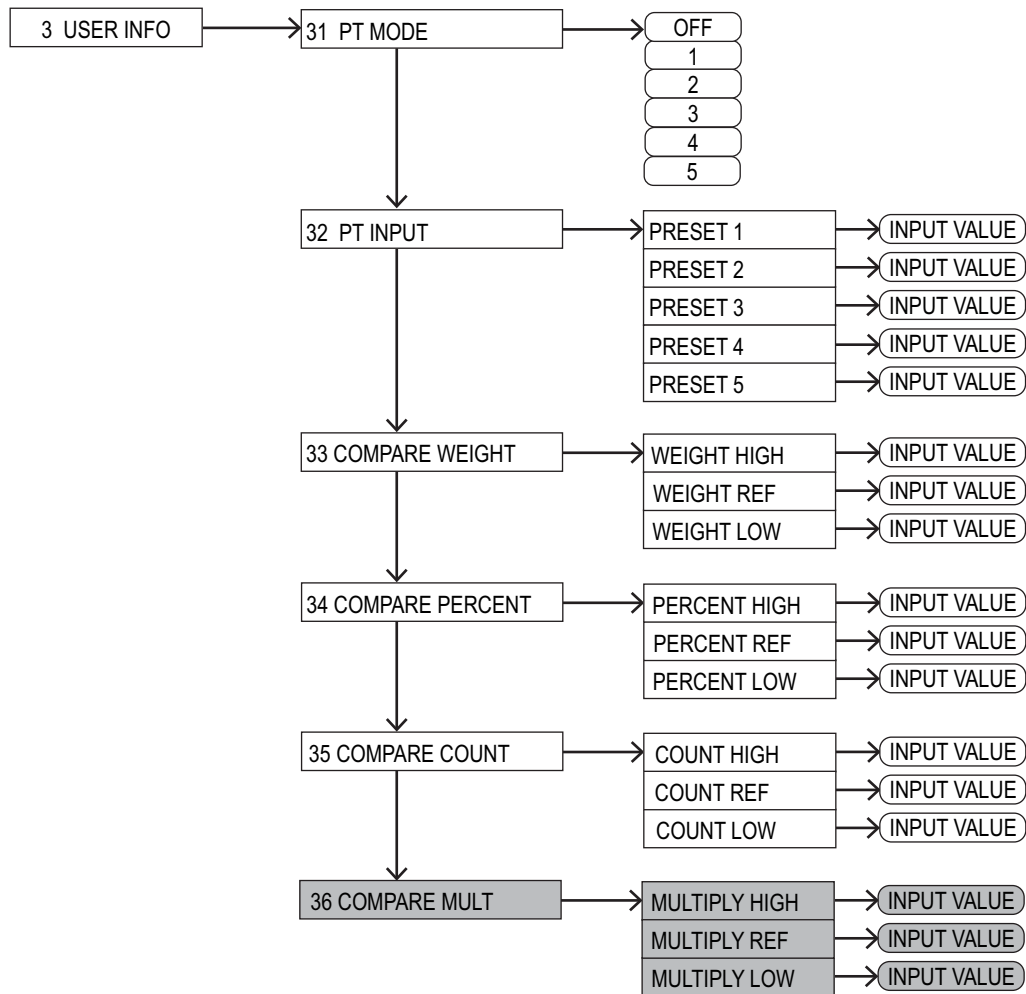 3 USER INFO
31 PT MODE
OFF
1
2
3
4
5
32 PT INPUT
PRESET 1
INPUT VALUE
PRESET 2
INPUT VALUE
PRESET 3
INPUT VALUE
PRESET 4
INPUT VALUE
PRESET 5
INPUT VALUE
33 COMPARE WEIGHT
WEIGHT HIGH
INPUT VALUE
WEIGHT REF
INPUT VALUE
WEIGHT LOW
INPUT VALUE
34 COMPARE PERCENT
PERCENT HIGH
INPUT VALUE
PERCENT REF
INPUT VALUE
PERCENT LOW
INPUT VALUE
35 COMPARE COUNT
COUNT HIGH
INPUT VALUE
COUNT REF
INPUT VALUE
COUNT LOW
INPUT VALUE
36 COMPARE MULT
MULTIPLY HIGH
INPUT VALUE
MULTIPLY REF
INPUT VALUE
MULTIPLY LOW
INPUT VALUE